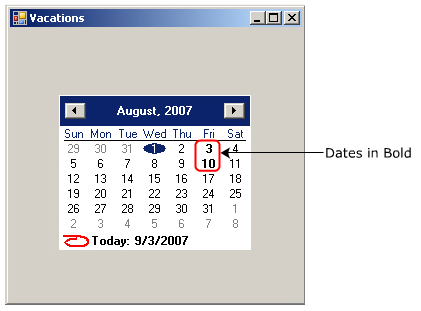 Vacations
August, 2007
Sun Mon Tue Wed Thu Fri Sat
29 30 31 1 2 3 4
5 6 7 8 9 10 11
12 13 14 15 16 17 18
19 20 21 22 23 24 25
26 27 28 29 30 31 1
2 3 4 5 6 7 8
Today: 9/3/2007
Dates in Bold